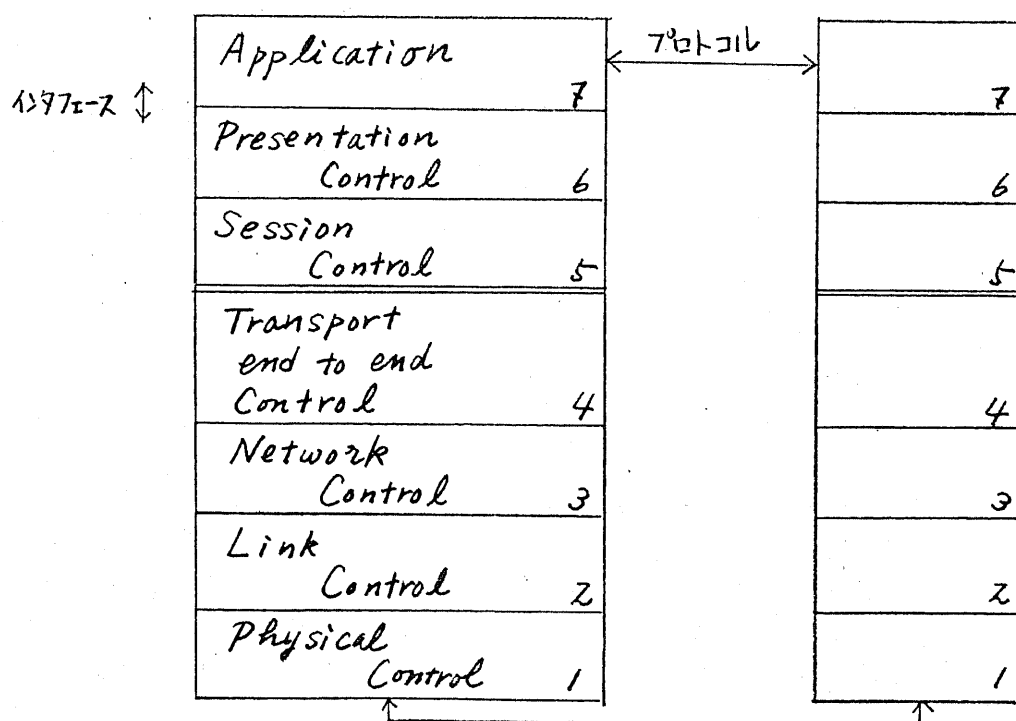 Application
7
プロトコル
7
インタフェース
Presentation
Control 6
6
Session
Control 5
5
Transport
end to end
Control 4
4
Network
Control 3
3
Link
Control 2
2
Physical
Control 1
1